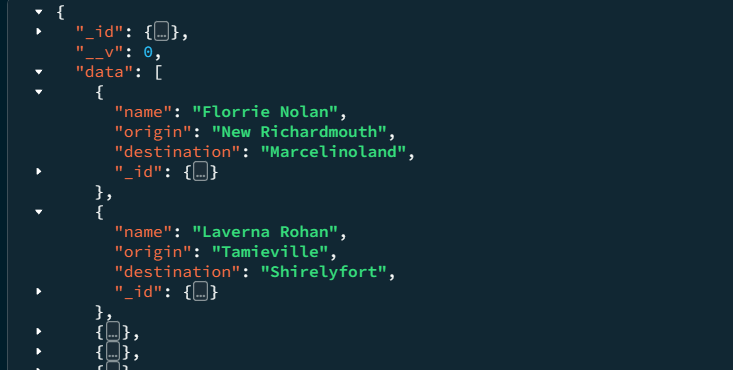 {
"_id": {…},
"__v": 0,
"data": [
{
"name": "Florrie Nolan",
"origin": "New Richardmouth",
"destination": "Marcelinoland",
"_id": {…}
},
{
"name": "Laverna Rohan",
"origin": "Tamieville",
"destination": "Shirelyfort",
"_id": {…}
},
{…},
{…},